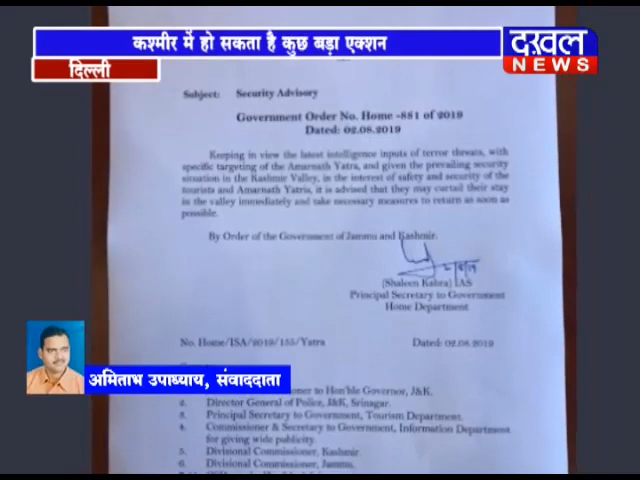 कश्मीर में हो सकता है कुछ बड़ा एक्शन
दख़ल
NEWS
दिल्ली
Subject: Security Advisory
Government Order No. Home -881 of 2019
Dated: 02.08.2019
Keeping in view the latest intelligence inputs of terror threats, with
specific targeting of the Amarnath Yatra, and given the prevailing security
situation in the Kashmir Valley, in the interest of safety and security of the
tourists and Amarnath Yatris, it is advised that they may curtail their stay
in the valley immediately and take necessary measures to return as soon as
possible.
By Order of the Government of Jammu and Kashmir.
(Shaleen Kabra) IAS
Principal Secretary to Government
Home Department
No. Home/ISA/2019/155/Yatra Dated: 02.08.2019
अमिताभ उपाध्याय, संवाददाता
to Hon'ble Governor, J&K.
2. Director General of Police, J&K, Srinagar.
3. Principal Secretary to Government, Tourism Department.
4. Commissioner & Secretary to Government, Information Department
for giving wide publicity.
5. Divisional Commissioner, Kashmir.
6. Divisional Commissioner, Jammu.